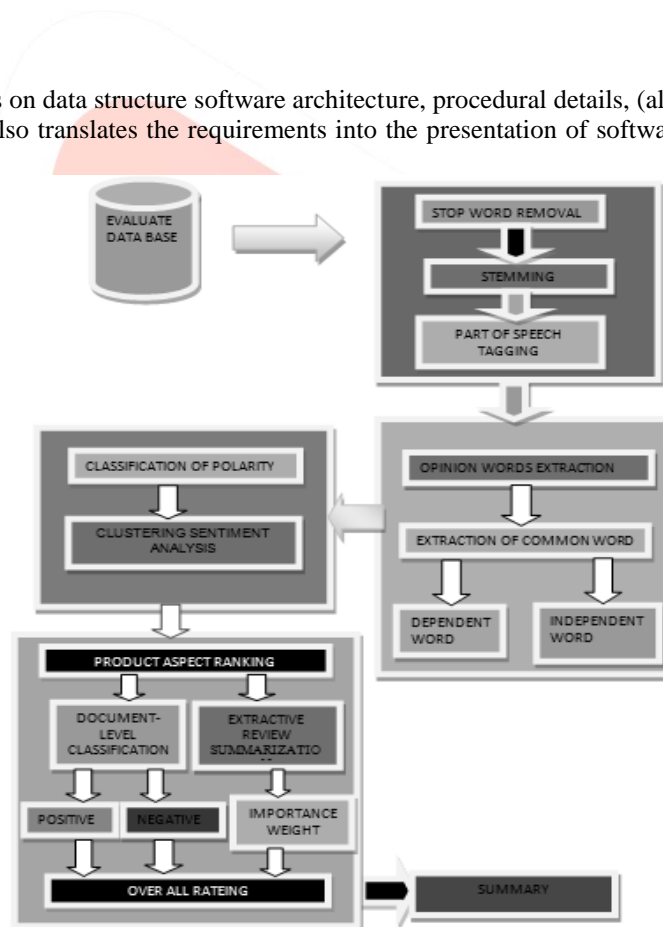 s on data structure software architecture, procedural details, (al
lso translates the requirements into the presentation of softwa
EVALUATE
DATA BASE
STOP WORD REMOVAL
STEMMING
PART OF SPEECH
TAGGING
OPINION WORDS EXTRACTION
EXTRACTION OF COMMON WORD
DEPENDENT
WORD
INDEPENDENT
WORD
CLASSIFICATION OF POLARITY
CLUSTERING SENTIMENT
ANALYSIS
PRODUCT ASPECT RANKING
DOCUMENT-
LEVEL
CLASSIFICATION
EXTRACTIVE
REVIEW
SUMMARIZATIO
POSITIVE
NEGATIVE
IMPORTANCE
WEIGHT
OVER ALL RATEING
SUMMARY